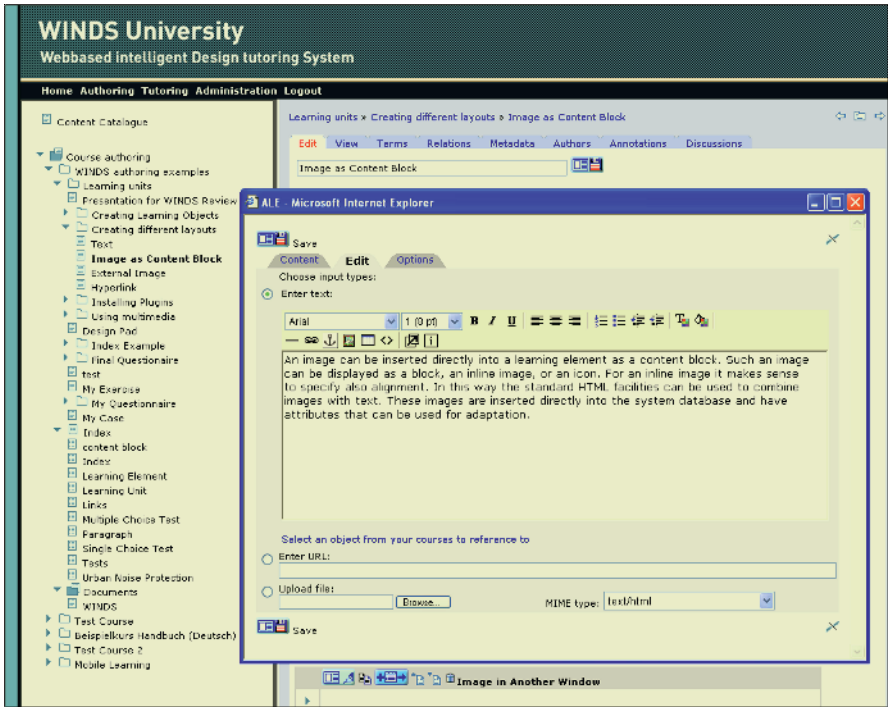 WINDS University
Webbased intelligent Design tutoring System
Home Authoring Tutoring Administration Logout
Content Catalogue
Course authoring
WINDS authoring examples
Learning units
Presentation for WINDS Review
Creating Learning Objects
Creating different layouts
Text
Image as Content Block
External Image
Hyperlink
Installing Plugins
Using multimedia
Design Pad
Index Example
Final Questionaire
test
My Exercise
My Questionnaire
My Case
Index
content block
Index
Learning Element
Learning Unit
Links
Multiple Choice Test
Paragraph
Single Choice Test
Tests
Urban Noise Protection
Documents
WINDS
Test Course
Beispielkurs Handbuch (Deutsch)
Test Course 2
Mobile Learning
Learning units » Creating different layouts » Image as Content Block
Edit View Terms Relations Metadata Authors Annotations Discussions
Image as Content Block
ALE - Microsoft Internet Explorer
Save
Content Edit Options
Choose input types:
Enter text:
Arial 1 (8 pt) B I U
An image can be inserted directly into a learning element as a content block. Such an image
can be displayed as a block, an inline image, or an icon. For an inline image it makes sense
to specify also alignment. In this way the standard HTML facilities can be used to combine
images with text. These images are inserted directly into the system database and have
attributes that can be used for adaptation.
Select an object from your courses to reference to
Enter URL:
Upload file:
Browse... MIME type: text/html
Save
Image in Another Window